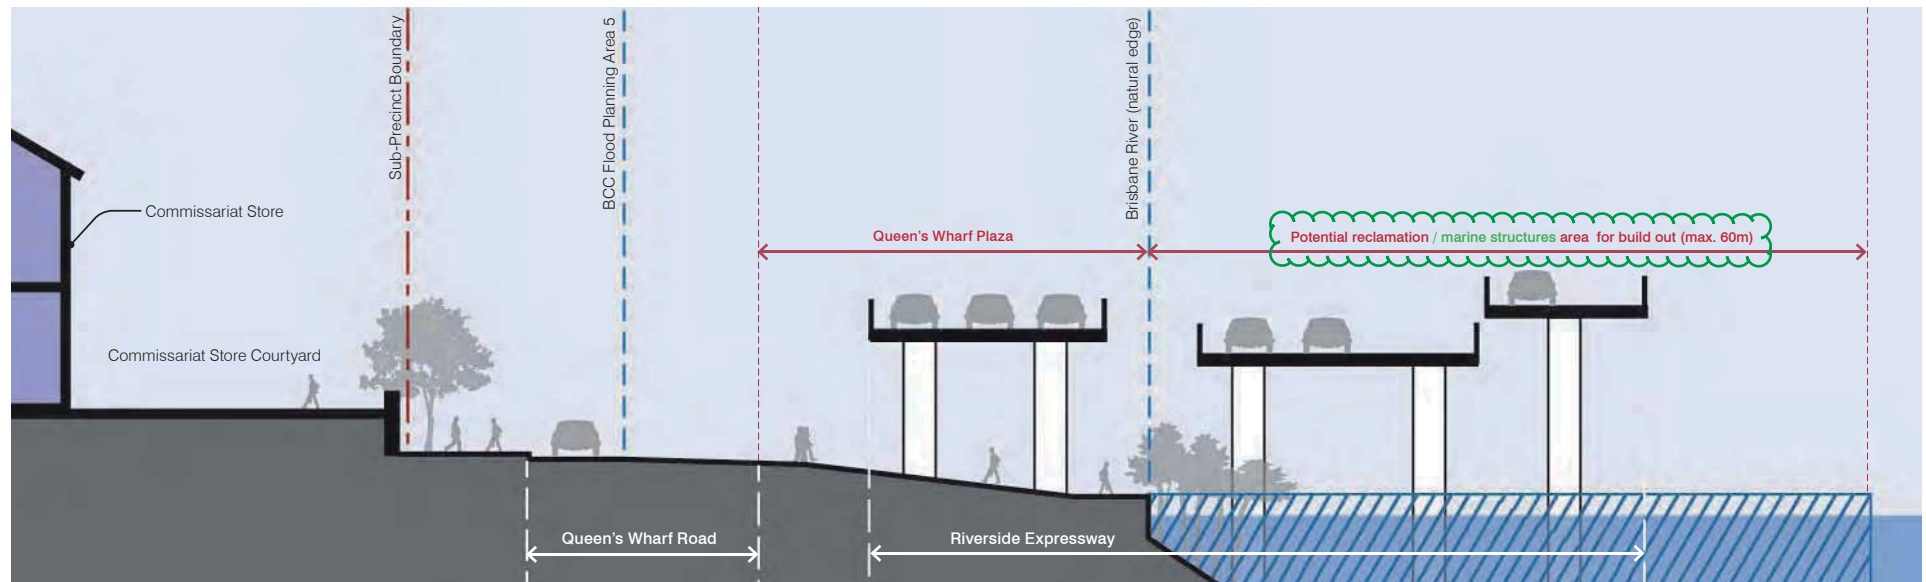 Sub-Precinct Boundary
BCC Flood Planning Area 5
Brisbane River (natural edge)
Commissariat Store
Queen's Wharf Plaza
Potential reclamation / marine structures area for build out (max. 60m)
Commissariat Store Courtyard
Queen's Wharf Road
Riverside Expressway